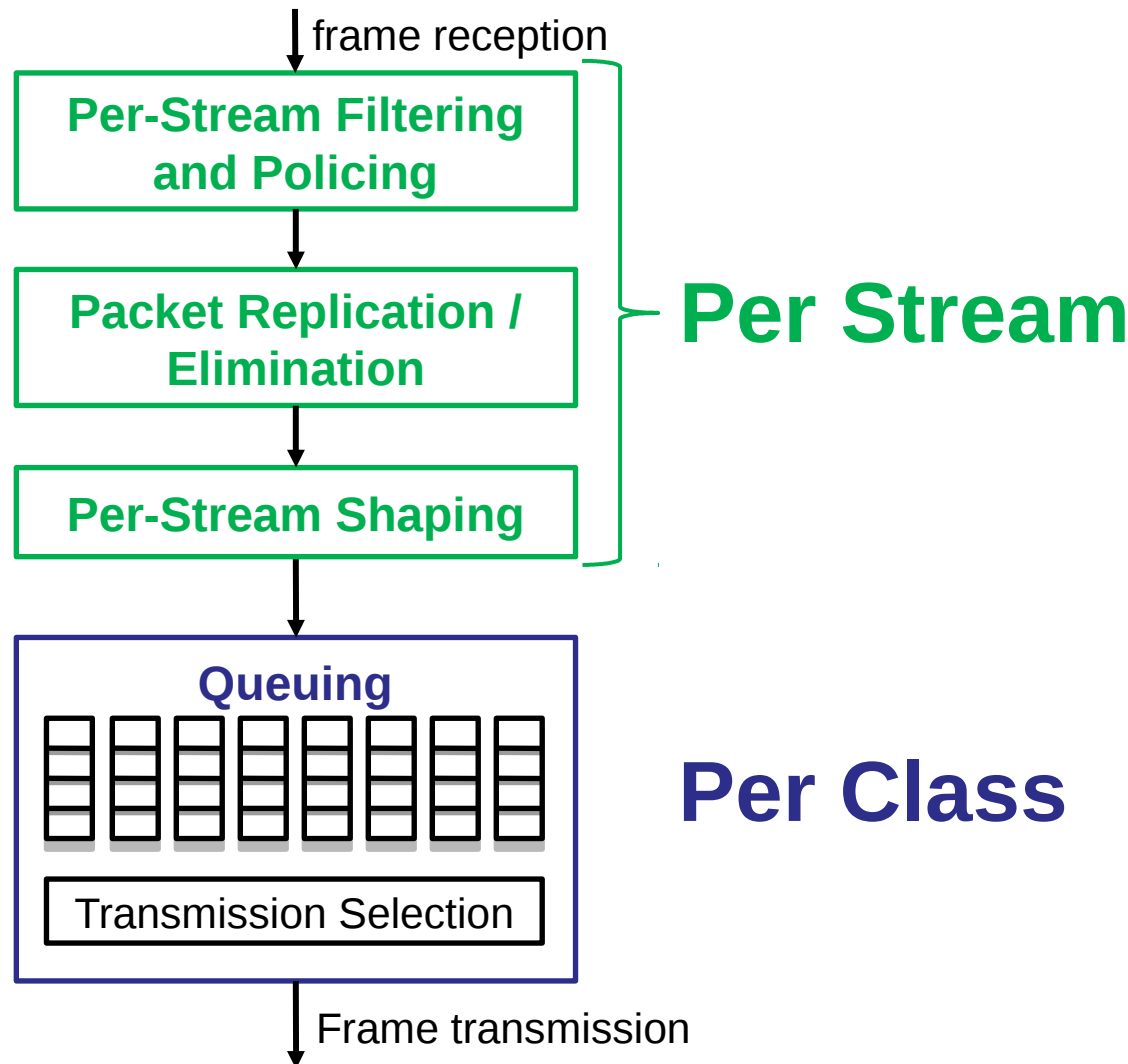 frame reception
Per-Stream Filtering
and Policing
Packet Replication /
Elimination
Per Stream
Per-Stream Shaping
Queuing
Per Class
Transmission Selection
Frame transmission